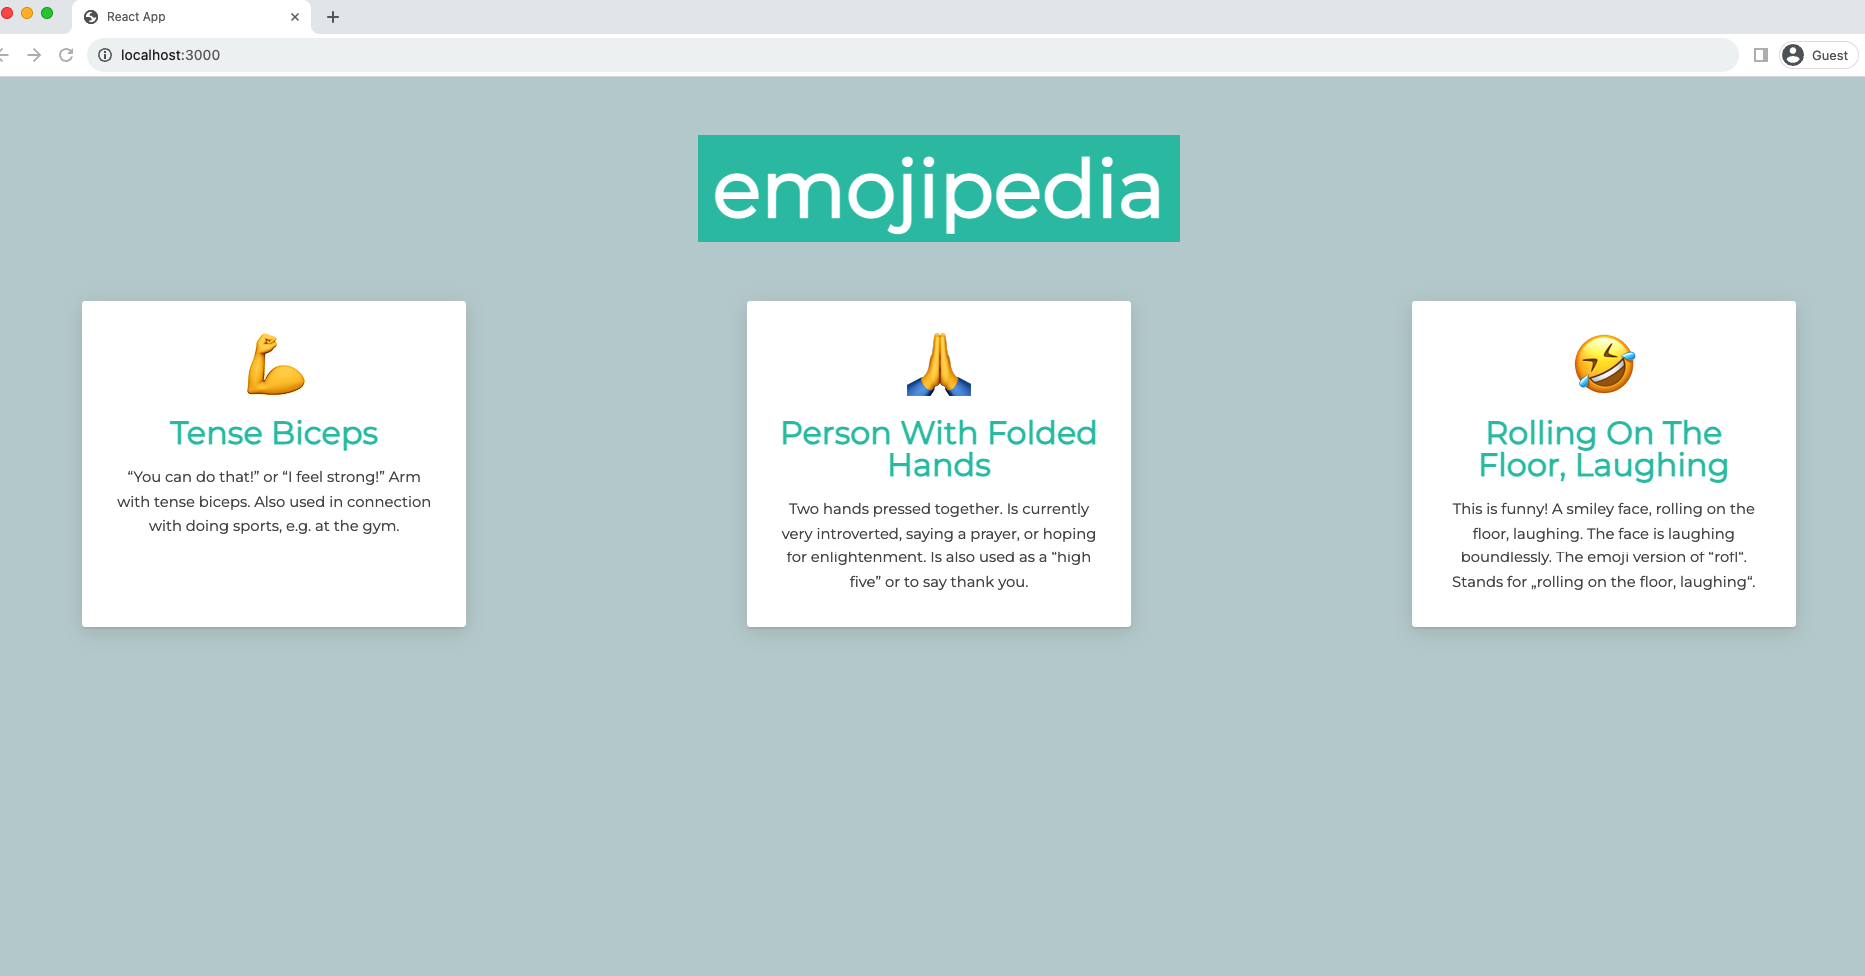 React App
localhost:3000
Guest
emojipedia
Tense Biceps
“You can do that!” or “I feel strong!” Arm
with tense biceps. Also used in connection
with doing sports, e.g. at the gym.
Person With Folded
Hands
Two hands pressed together. Is currently
very introverted, saying a prayer, or hoping
for enlightenment. Is also used as a “high
five” or to say thank you.
Rolling On The
Floor, Laughing
This is funny! A smiley face, rolling on the
floor, laughing. The face is laughing
boundlessly. The emoji version of “rofl“.
Stands for „rolling on the floor, laughing“.